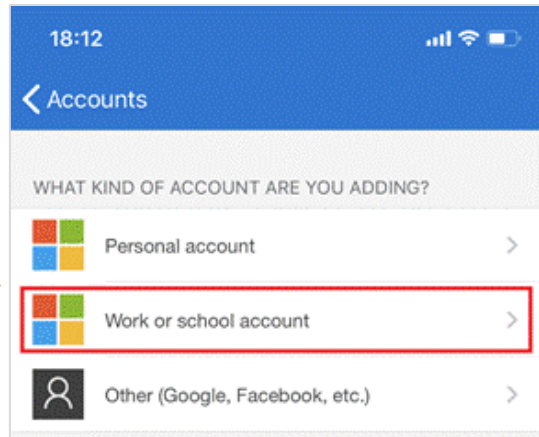 18:12
Accounts
WHAT KIND OF ACCOUNT ARE YOU ADDING?
Personal account
Work or school account
Other (Google, Facebook, etc.)